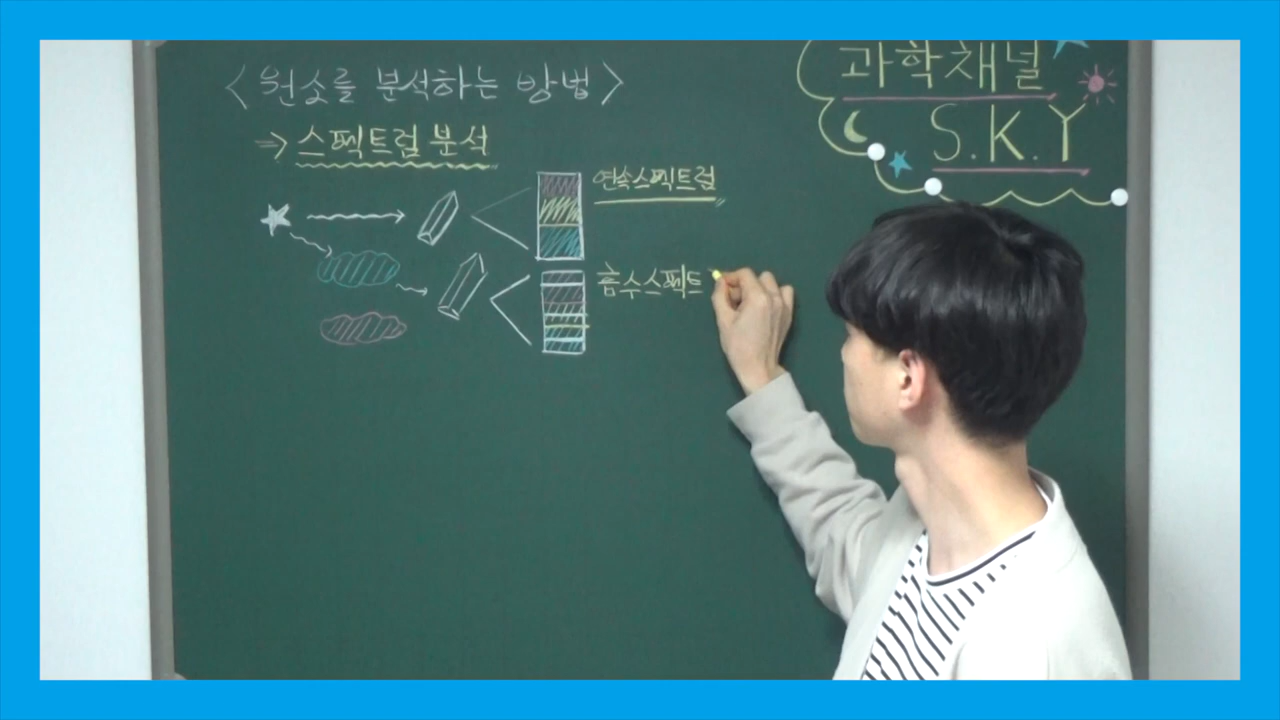 <원소를 분석하는 방법>
⇒ 스펙트럼 분석
연속스펙트럼
흡수스펙트
과학채널
S.K.Y